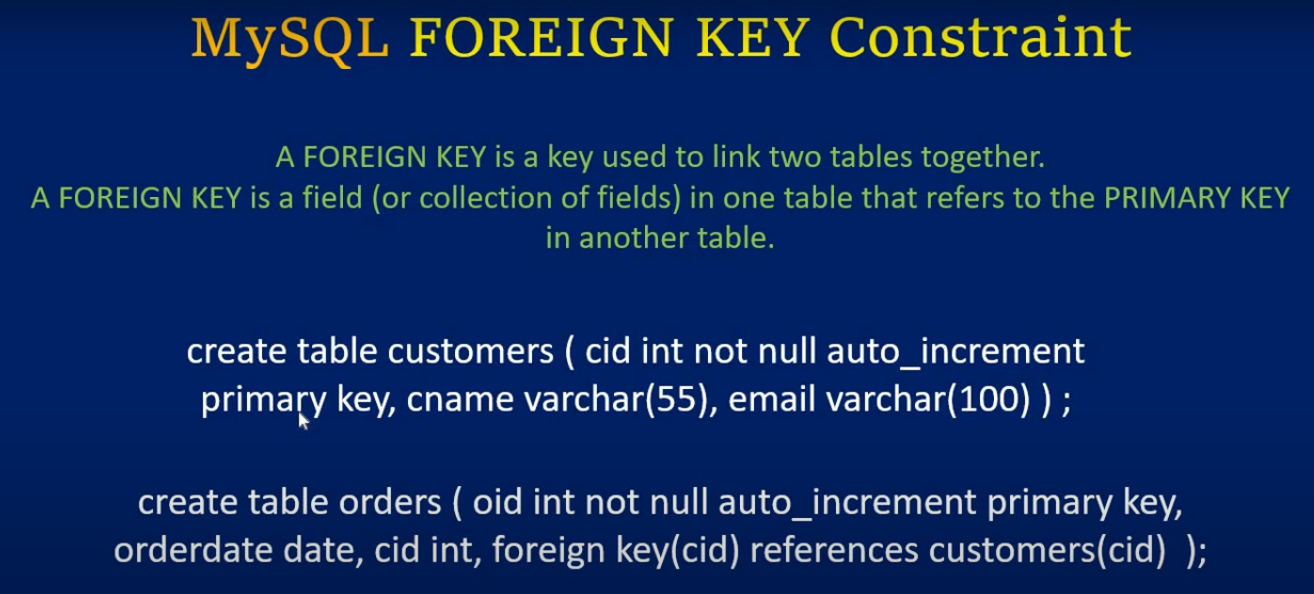 MySQL FOREIGN KEY Constraint
A FOREIGN KEY is a key used to link two tables together.
A FOREIGN KEY is a field (or collection of fields) in one table that refers to the PRIMARY KEY
in another table.
create table customers ( cid int not null auto_increment
primary key, cname varchar(55), email varchar(100) ) ;
create table orders ( oid int not null auto_increment primary key,
orderdate date, cid int, foreign key(cid) references customers(cid)  );